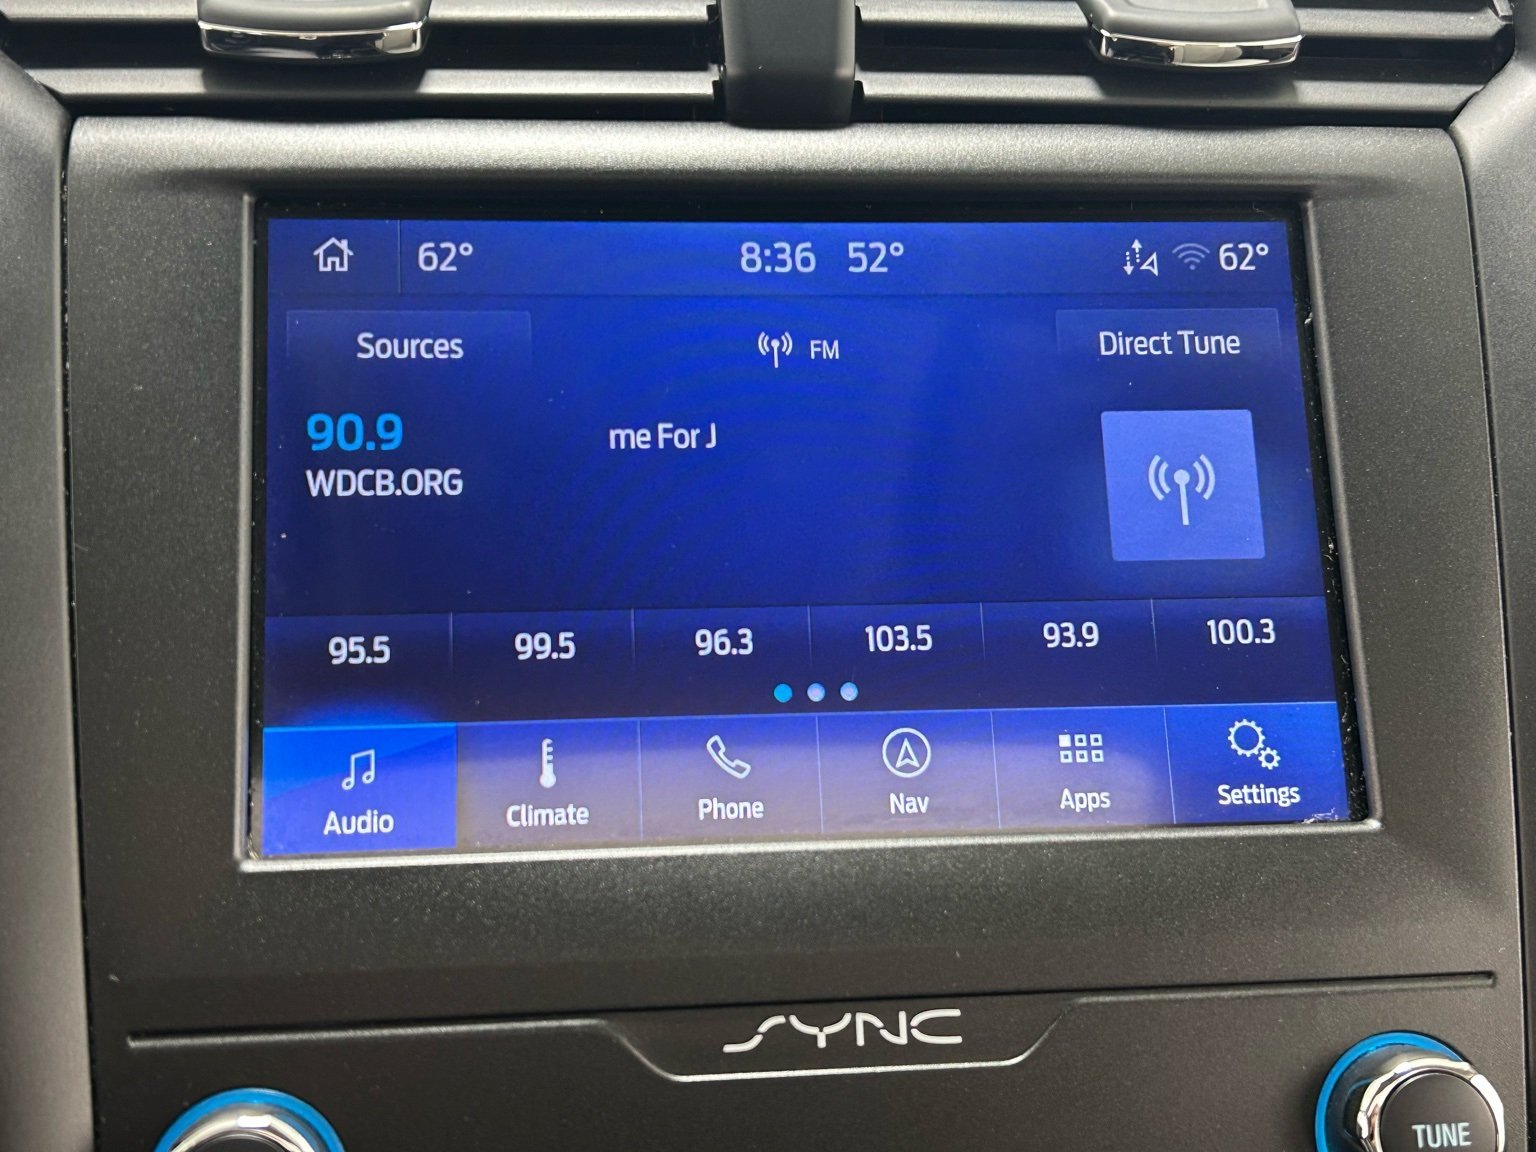 62° 8:36 52° 62°
Sources FM Direct Tune
90.9 me For J
WDCB.ORG
95.5 99.5 96.3 103.5 93.9 100.3
Audio Climate Phone Nav Apps Settings
SYNC
TUNE